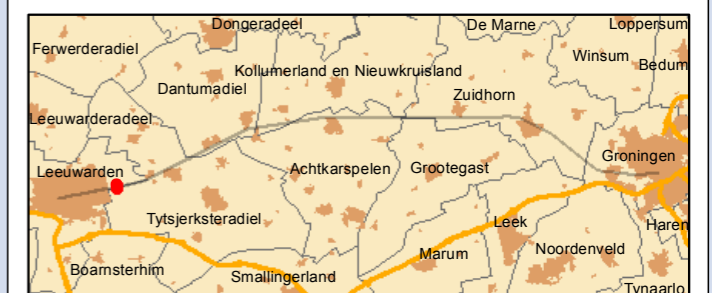 Dongeradeel
De Marne
Loppersum
Ferwerderadiel
Winsum
Bedum
Kollumerland en Nieuwkruisland
Dantumadiel
Zuidhorn
Leeuwarderadeel
Groningen
Leeuwarden
Achtkarspelen
Grootegast
Tytsjerksteradiel
Leek
Haren
Noordenveld
Marum
Boarnsterhim
Smallingerland
Tynaarlo